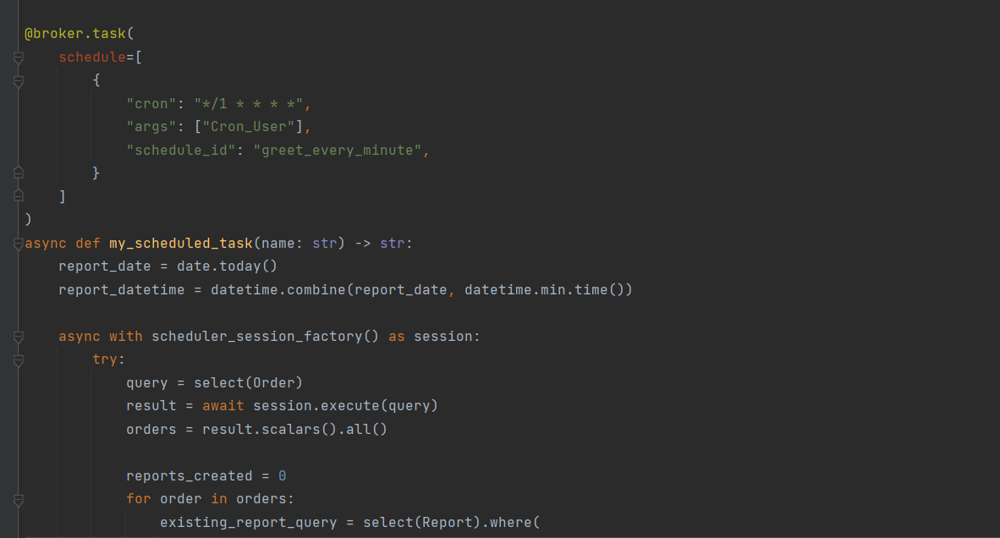 @broker.task(
    schedule=[
        {
            "cron": "*/1 * * * *",
            "args": ["Cron_User"],
            "schedule_id": "greet_every_minute",
        }
    ]
)
async def my_scheduled_task(name: str) -> str:
    report_date = date.today()
    report_datetime = datetime.combine(report_date, datetime.min.time())
    async with scheduler_session_factory() as session:
        try:
            query = select(Order)
            result = await session.execute(query)
            orders = result.scalars().all()
            reports_created = 0
            for order in orders:
                existing_report_query = select(Report).where(